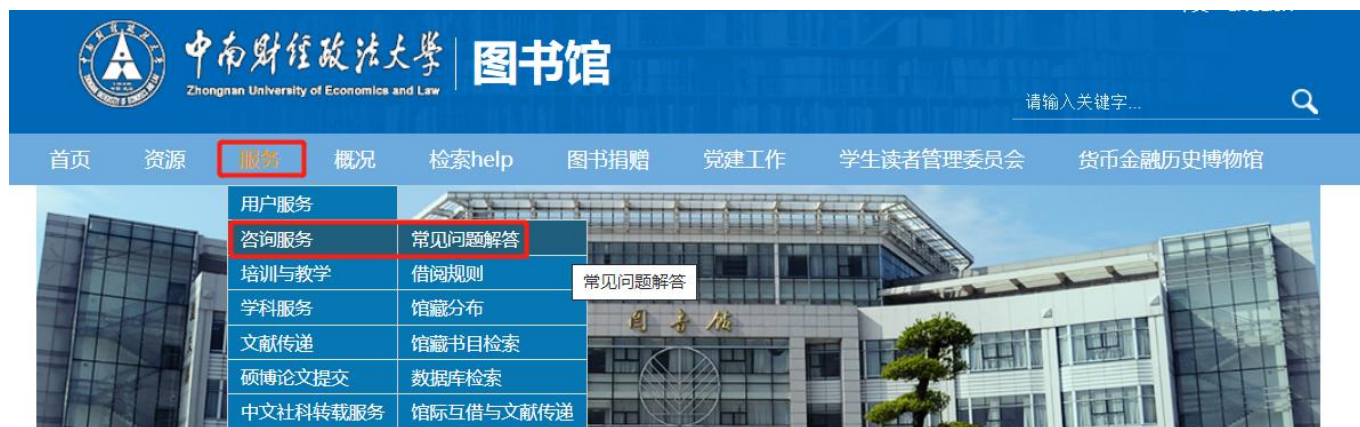 中南财经政法大学
Zhongnan University of Economics and Law
图书馆
请输入关键字...
首页 资源 服务 概况 检索help 图书捐赠 党建工作 学生读者管理委员会 货币金融历史博物馆
用户服务
咨询服务 常见问题解答
培训与教学 借阅规则
常见问题解答
学科服务 馆藏分布
图书馆
文献传递 馆藏书目检索
硕博论文提交 数据库检索
中文社科转载服务 馆际互借与文献传递